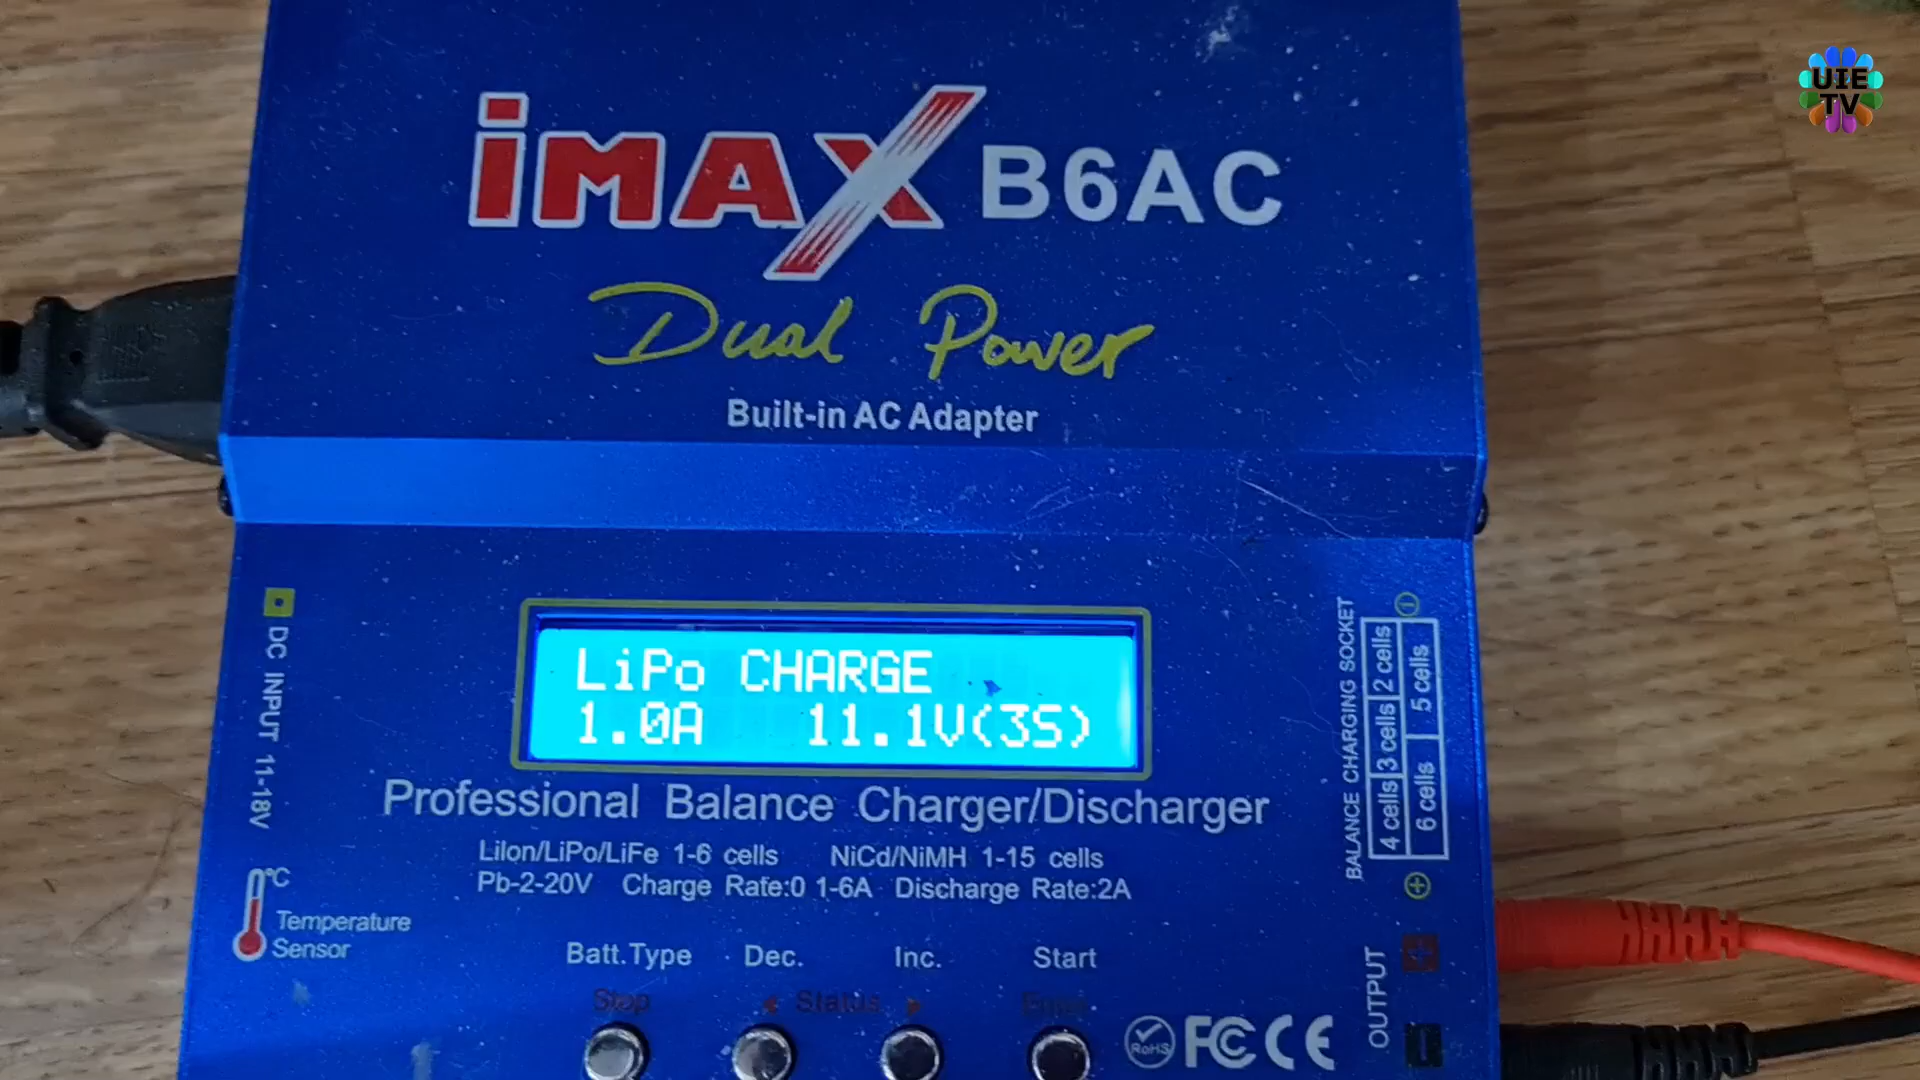 UIE
TV
iMAX B6AC
Dual Power
Built-in AC Adapter
DC INPUT 11-18V
LiPo CHARGE
1.0A 11.1V(3S)
BALANCE CHARGING SOCKET
4 cells 3 cells 2 cells
6 cells 5 cells
Professional Balance Charger/Discharger
LiIon/LiPo/LiFe 1-6 cells NiCd/NiMH 1-15 cells
Pb-2-20V Charge Rate:0 1-6A Discharge Rate:2A
°C
Temperature
Sensor
Batt.Type Dec. Inc. Start
Stop Status Enter
OUTPUT
RoHS FC CE